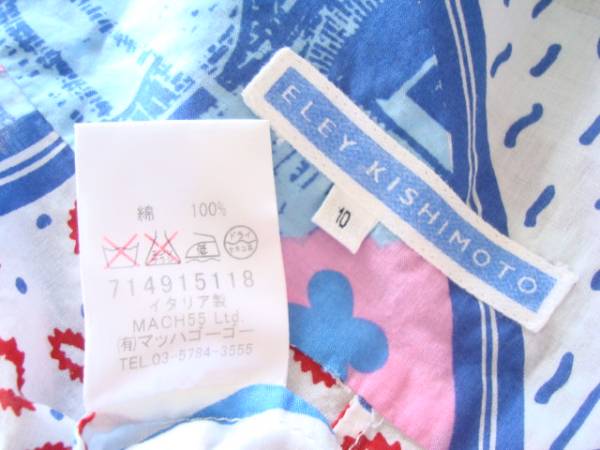 ELEY KISHIMOTO
10
綿 100%
714915118
イタリア製
MACH55 Ltd.
(有)マッハゴーゴー
TEL.03-5784-3555